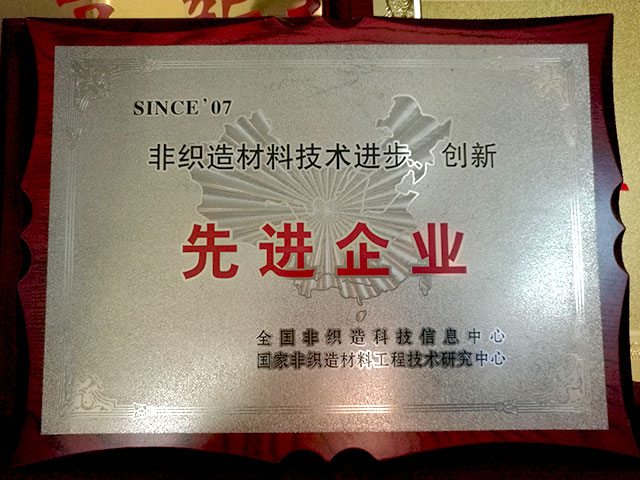 SINCE'07
非织造材料技术进步、创新
先进企业
全国非织造科技信息中心
国家非织造材料工程技术研究中心